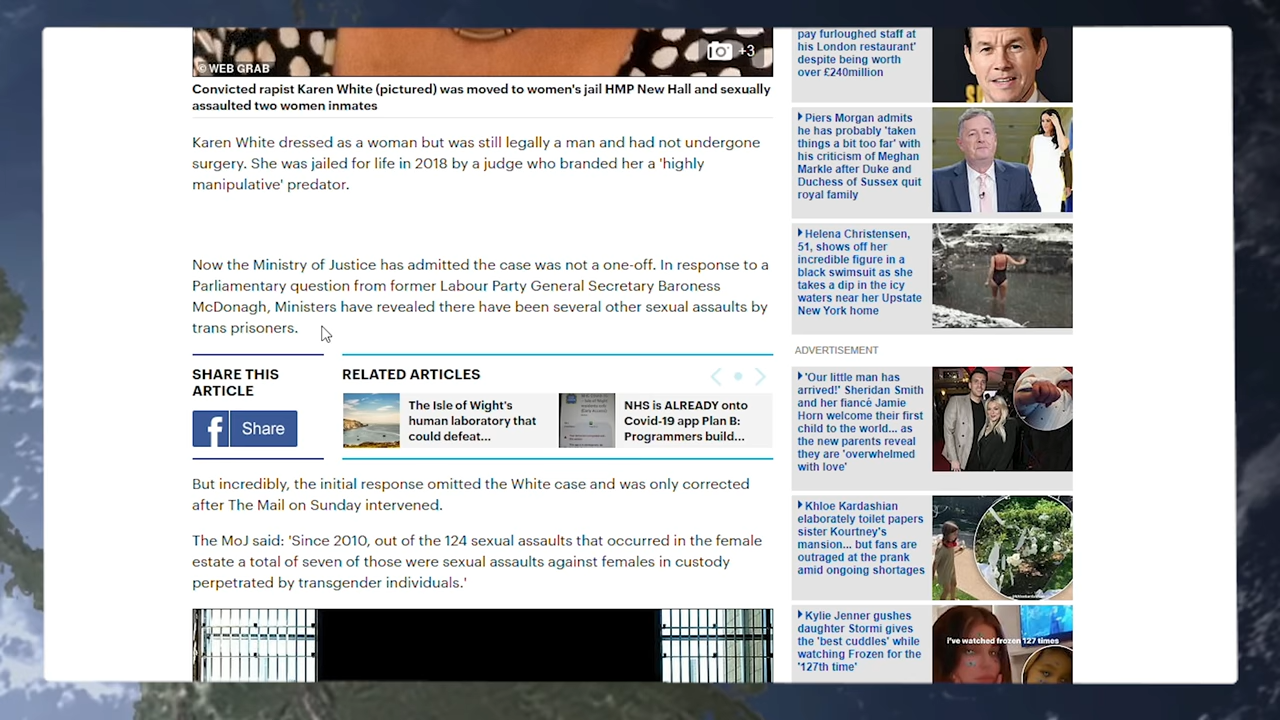 © WEB GRAB
+3
Convicted rapist Karen White (pictured) was moved to women's jail HMP New Hall and sexually
assaulted two women inmates
Karen White dressed as a woman but was still legally a man and had not undergone
surgery. She was jailed for life in 2018 by a judge who branded her a 'highly
manipulative' predator.
Now the Ministry of Justice has admitted the case was not a one-off. In response to a
Parliamentary question from former Labour Party General Secretary Baroness
McDonagh, Ministers have revealed there have been several other sexual assaults by
trans prisoners.
SHARE THIS
ARTICLE
f Share
RELATED ARTICLES
The Isle of Wight's
human laboratory that
could defeat...
NHS is ALREADY onto
Covid-19 app Plan B:
Programmers build...
But incredibly, the initial response omitted the White case and was only corrected
after The Mail on Sunday intervened.
The MoJ said: 'Since 2010, out of the 124 sexual assaults that occurred in the female
estate a total of seven of those were sexual assaults against females in custody
perpetrated by transgender individuals.'
pay furloughed staff at
his London restaurant'
despite being worth
over £240million
Piers Morgan admits
he has probably 'taken
things a bit too far' with
his criticism of Meghan
Markle after Duke and
Duchess of Sussex quit
royal family
Helena Christensen,
51, shows off her
incredible figure in a
black swimsuit as she
takes a dip in the icy
waters near her Upstate
New York home
ADVERTISEMENT
'Our little man has
arrived!' Sheridan Smith
and her fiancé Jamie
Horn welcome their first
child to the world... as
the new parents reveal
they are 'overwhelmed
with love'
Khloe Kardashian
elaborately toilet papers
sister Kourtney's
mansion... but fans are
outraged at the prank
amid ongoing shortages
Kylie Jenner gushes
daughter Stormi gives
the 'best cuddles' while
watching Frozen for the
'127th time'
i've watched frozen 127 times